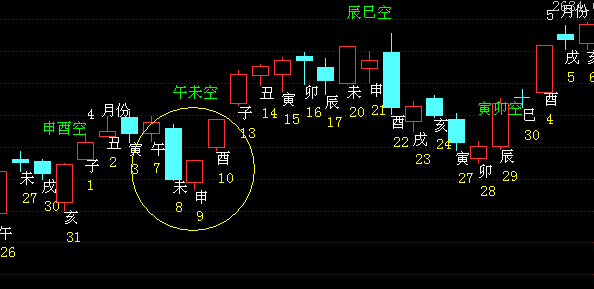 辰巳空
5 月份
午未空
4 月份
申酉空
寅卯空
午
26
未
27
戌
30
亥
31
子
1
丑
2
寅
3
午
7
未
8
申
9
酉
10
子
13
丑
14
寅
15
卯
16
辰
17
未
20
申
21
酉
22
戌
23
亥
24
寅
27
卯
28
辰
29
巳
30
酉
4
戌
5
亥
6